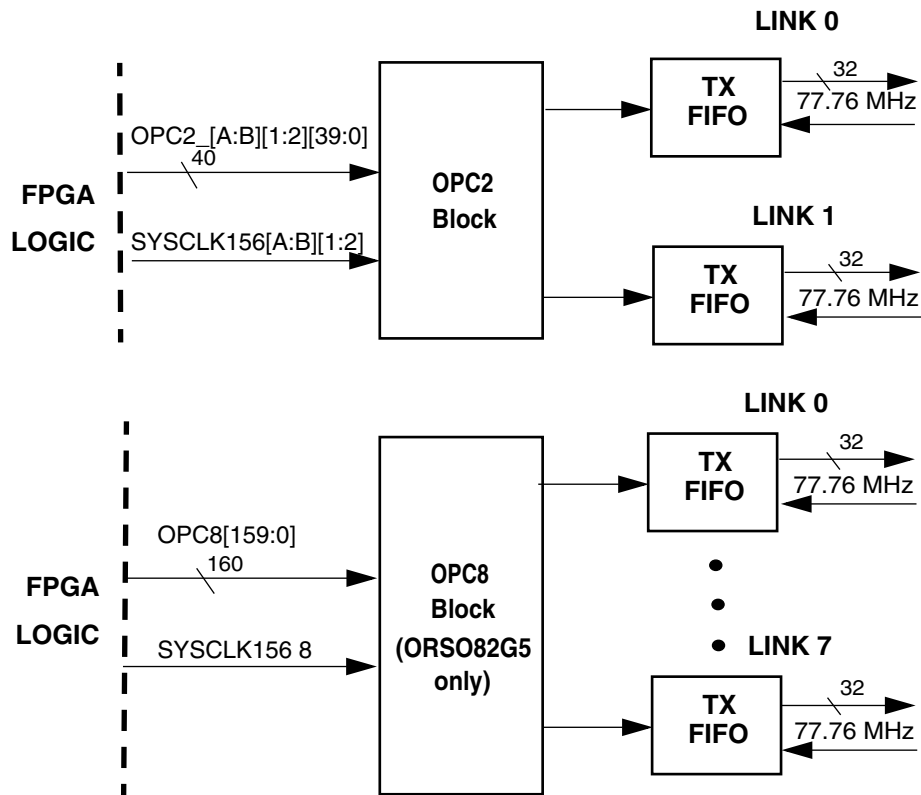 LINK 0
TX
FIFO
32
77.76 MHz
OPC2_[A:B][1:2][39:0]
40
FPGA
LOGIC
SYSCLK156[A:B][1:2]
OPC2
Block
LINK 1
TX
FIFO
32
77.76 MHz
LINK 0
TX
FIFO
32
77.76 MHz
OPC8[159:0]
160
FPGA
LOGIC
SYSCLK156 8
OPC8
Block
(ORSO82G5
only)
LINK 7
TX
FIFO
32
77.76 MHz